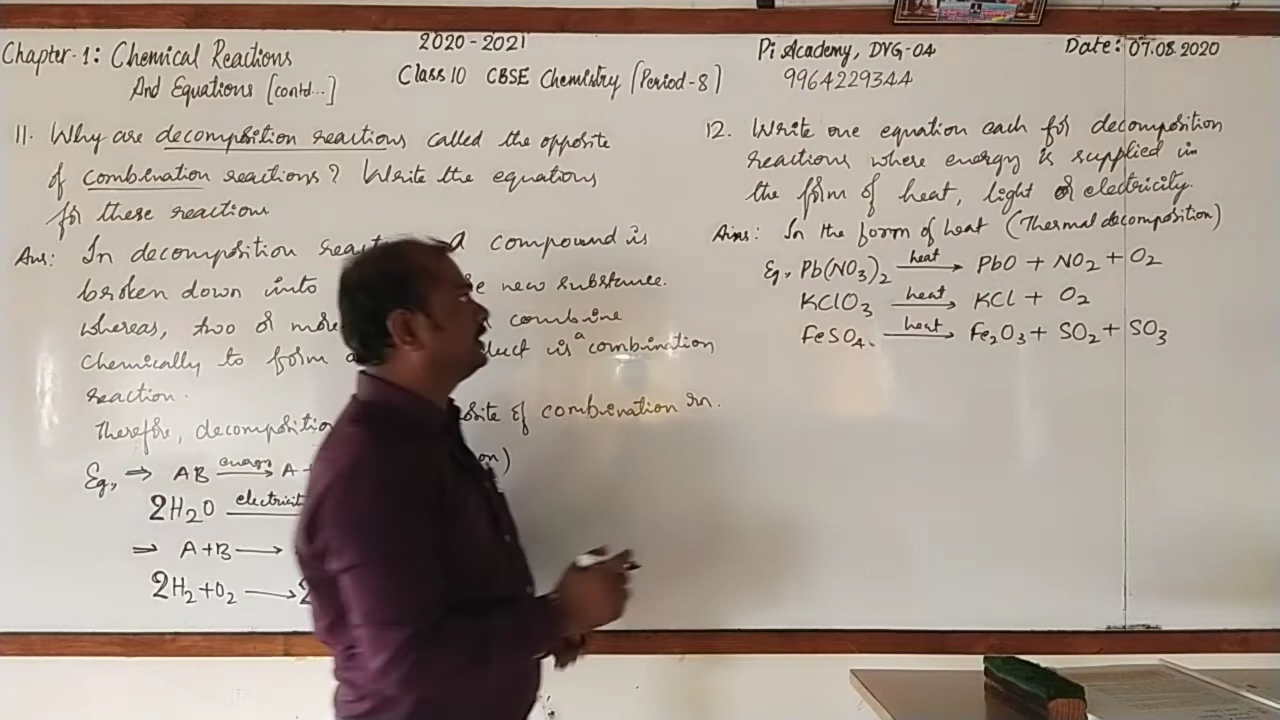 Chapter-1: Chemical Reactions
And Equations [contd...]
2020-2021
Class 10 CBSE Chemistry (Period-8)
Pi Academy, DVG-04
9964229344
Date: 07.08.2020
11. Why are decomposition reactions called the opposite
of combination reactions? Write the equations
for these reactions
Ans: In decomposition react a compound is
broken down into new substance.
whereas, two or more combine
chemically to form a duct is a combination
reaction.
Therefore, decomposition site of combination rn.
Eg, ⇒ AB energy→ A + on)
2H2O electricit
⇒ A+B →
2H2+O2 → 2
12. Write one equation each for decomposition
reactions where energy is supplied in
the form of heat, light or electricity.
Ans: In the form of heat (Thermal decomposition)
Eg, Pb(NO3)2 heat→ PbO + NO2 + O2
KClO3 heat→ KCl + O2
FeSO4. heat→ Fe2O3 + SO2 + SO3